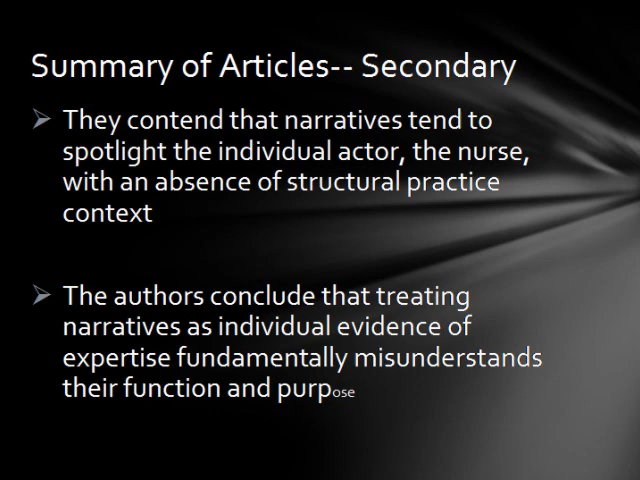 Summary of Articles-- Secondary
They contend that narratives tend to
spotlight the individual actor, the nurse,
with an absence of structural practice
context
The authors conclude that treating
narratives as individual evidence of
expertise fundamentally misunderstands
their function and purpose